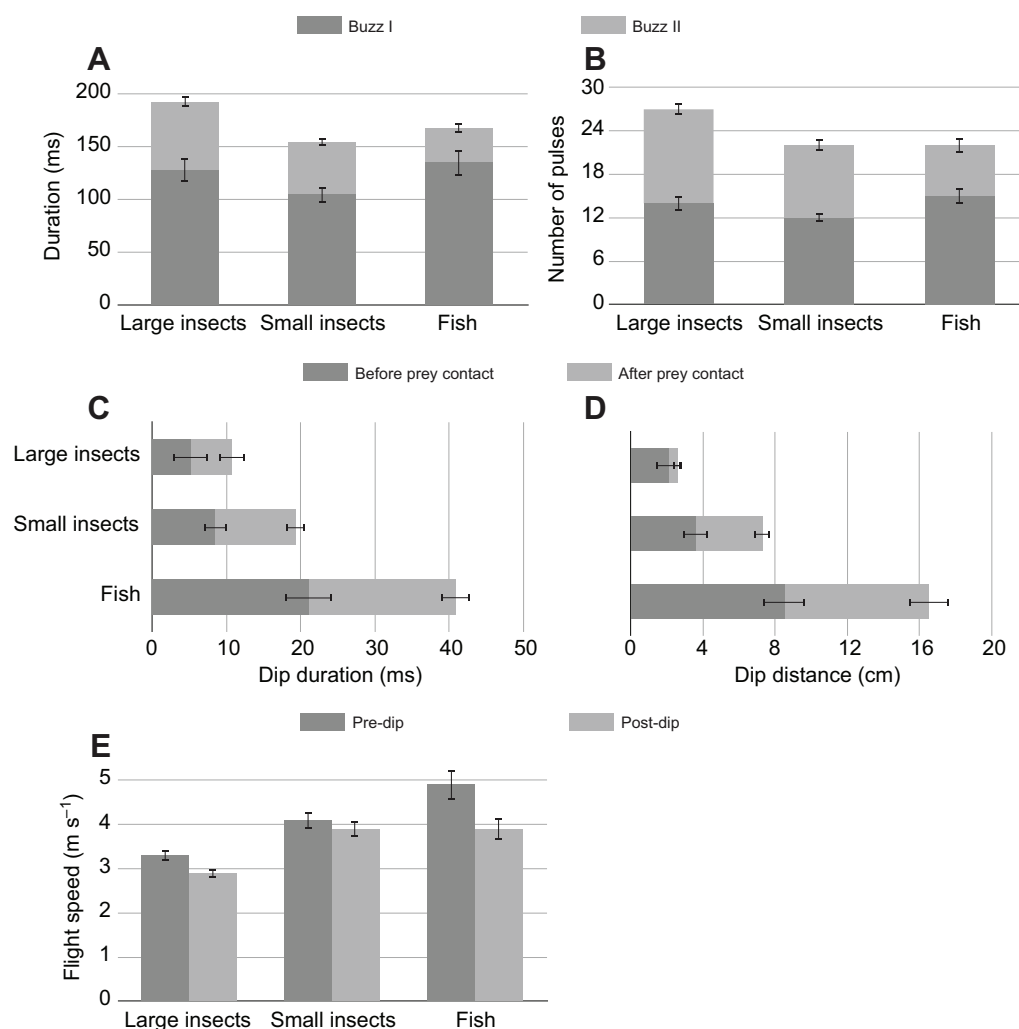 Buzz I Buzz II
A
200
150
100
50
0
Duration (ms)
Large insects Small insects Fish
B
30
24
18
12
6
0
Number of pulses
Large insects Small insects Fish
Before prey contact After prey contact
C
Large insects
Small insects
Fish
0 10 20 30 40 50
Dip duration (ms)
D
0 4 8 12 16 20
Dip distance (cm)
Pre-dip Post-dip
E
5
4
3
2
1
0
Flight speed (m s⁻¹)
Large insects Small insects Fish